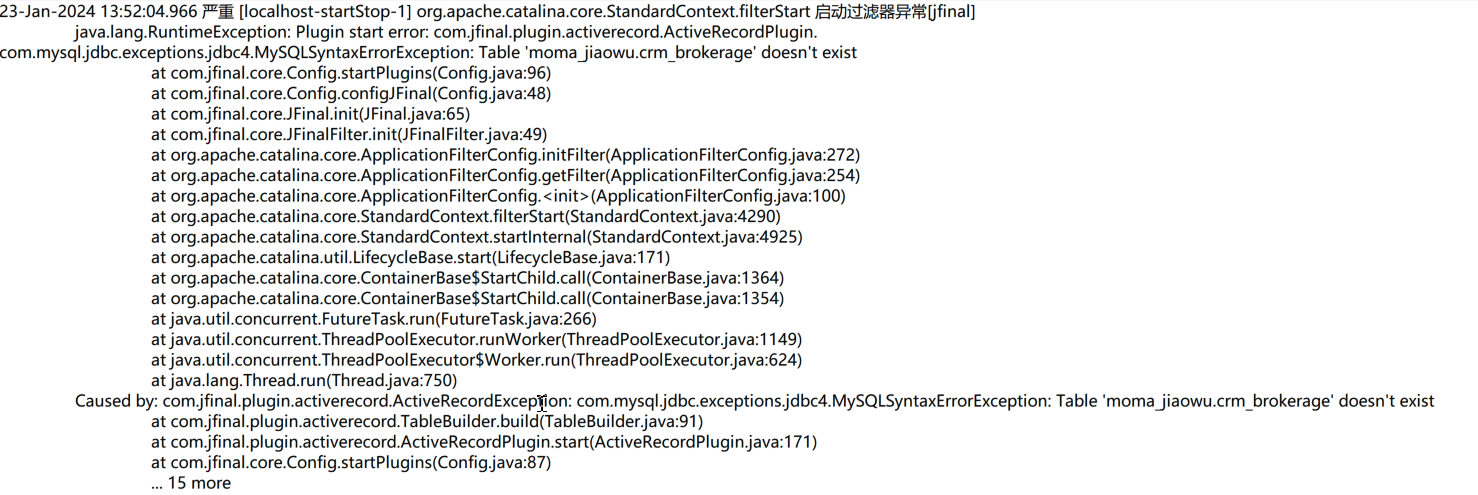 23-Jan-2024 13:52:04.966 严重 [localhost-startStop-1] org.apache.catalina.core.StandardContext.filterStart 启动过滤器异常[jfinal]
java.lang.RuntimeException: Plugin start error: com.jfinal.plugin.activerecord.ActiveRecordPlugin.
com.mysql.jdbc.exceptions.jdbc4.MySQLSyntaxErrorException: Table 'moma_jiaowu.crm_brokerage' doesn't exist
at com.jfinal.core.Config.startPlugins(Config.java:96)
at com.jfinal.core.Config.configJFinal(Config.java:48)
at com.jfinal.core.JFinal.init(JFinal.java:65)
at com.jfinal.core.JFinalFilter.init(JFinalFilter.java:49)
at org.apache.catalina.core.ApplicationFilterConfig.initFilter(ApplicationFilterConfig.java:272)
at org.apache.catalina.core.ApplicationFilterConfig.getFilter(ApplicationFilterConfig.java:254)
at org.apache.catalina.core.ApplicationFilterConfig.<init>(ApplicationFilterConfig.java:100)
at org.apache.catalina.core.StandardContext.filterStart(StandardContext.java:4290)
at org.apache.catalina.core.StandardContext.startInternal(StandardContext.java:4925)
at org.apache.catalina.util.LifecycleBase.start(LifecycleBase.java:171)
at org.apache.catalina.core.ContainerBase$StartChild.call(ContainerBase.java:1364)
at org.apache.catalina.core.ContainerBase$StartChild.call(ContainerBase.java:1354)
at java.util.concurrent.FutureTask.run(FutureTask.java:266)
at java.util.concurrent.ThreadPoolExecutor.runWorker(ThreadPoolExecutor.java:1149)
at java.util.concurrent.ThreadPoolExecutor$Worker.run(ThreadPoolExecutor.java:624)
at java.lang.Thread.run(Thread.java:750)
Caused by: com.jfinal.plugin.activerecord.ActiveRecordException: com.mysql.jdbc.exceptions.jdbc4.MySQLSyntaxErrorException: Table 'moma_jiaowu.crm_brokerage' doesn't exist
at com.jfinal.plugin.activerecord.TableBuilder.build(TableBuilder.java:91)
at com.jfinal.plugin.activerecord.ActiveRecordPlugin.start(ActiveRecordPlugin.java:171)
at com.jfinal.core.Config.startPlugins(Config.java:87)
... 15 more